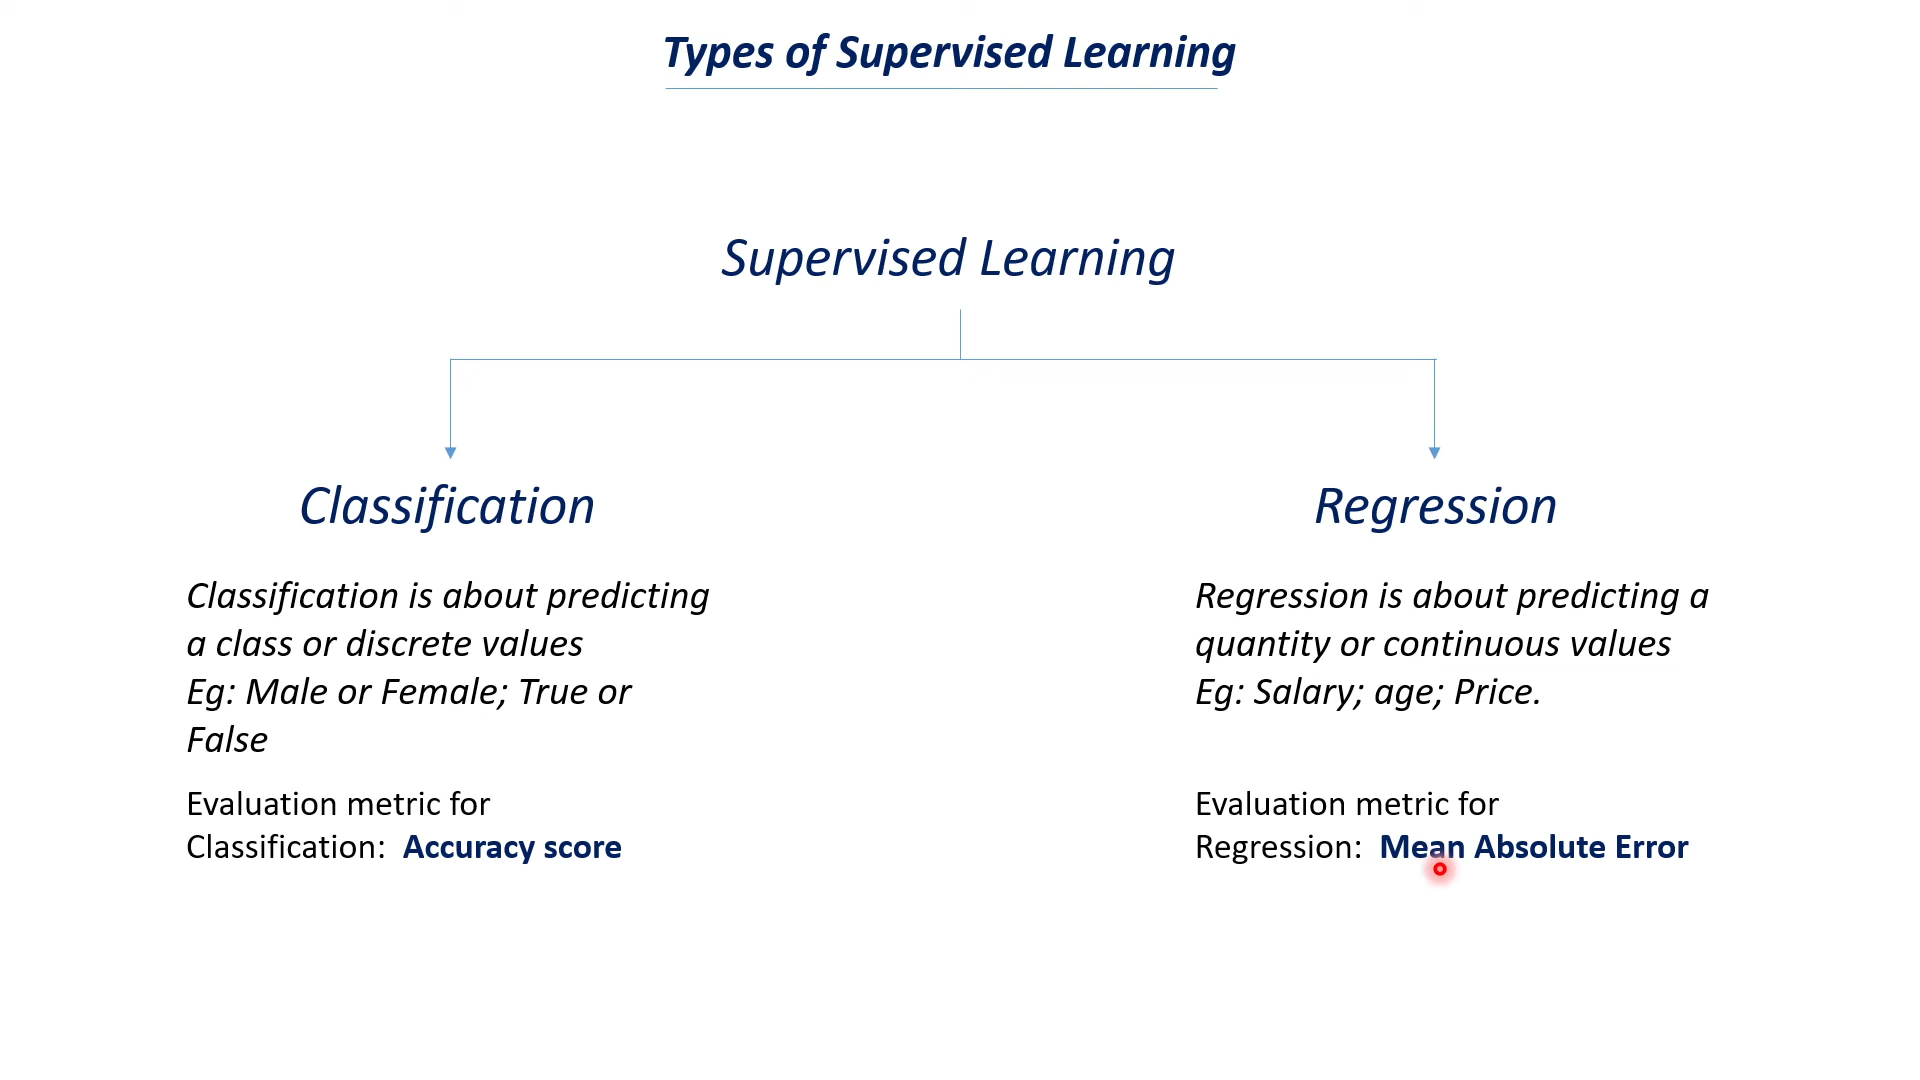 Types of Supervised Learning
Supervised Learning
Classification
Classification is about predicting
a class or discrete values
Eg: Male or Female; True or
False
Evaluation metric for
Classification: Accuracy score
Regression
Regression is about predicting a
quantity or continuous values
Eg: Salary; age; Price.
Evaluation metric for
Regression: Mean Absolute Error